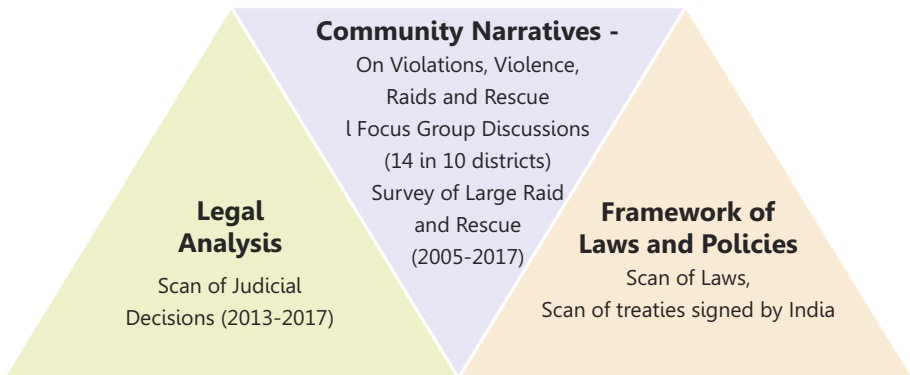 Community Narratives -
On Violations, Violence,
Raids and Rescue
l Focus Group Discussions
(14 in 10 districts)
Survey of Large Raid
and Rescue
(2005-2017)
Legal
Analysis
Scan of Judicial
Decisions (2013-2017)
Framework of
Laws and Policies
Scan of Laws,
Scan of treaties signed by India